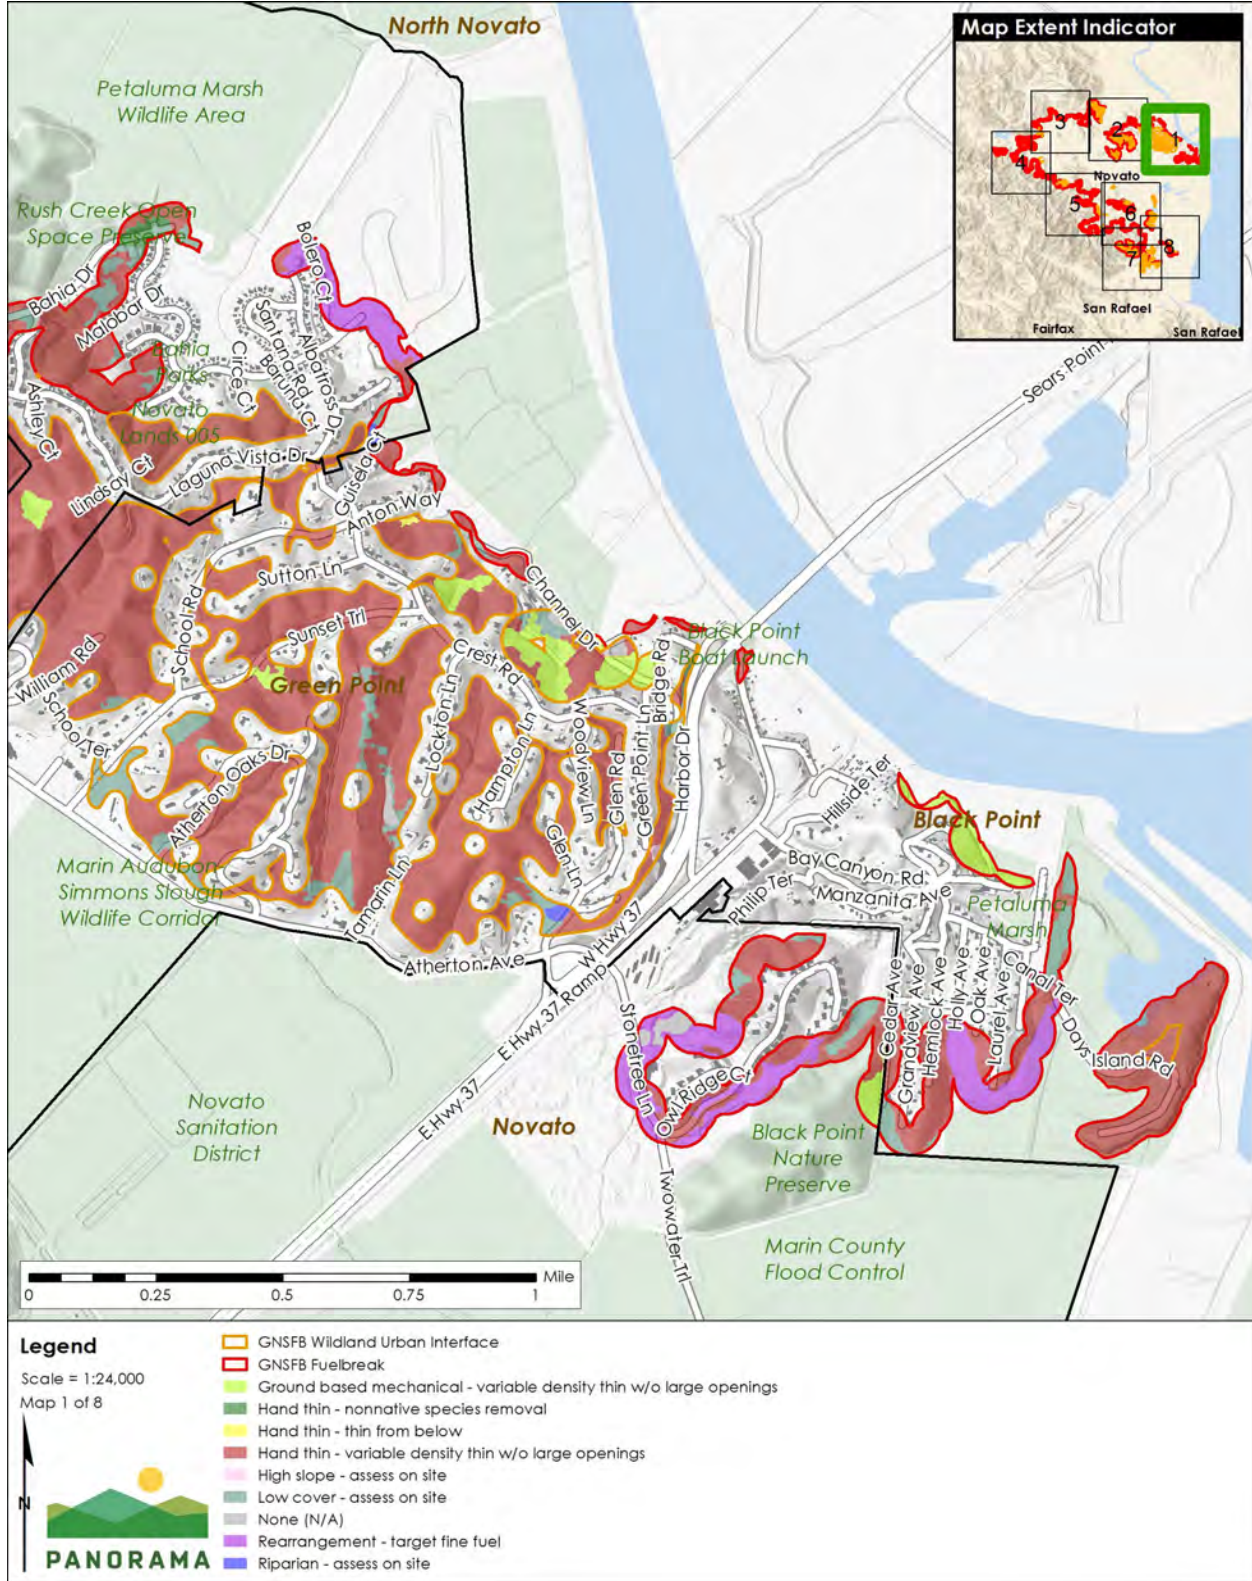 North Novato
Map Extent Indicator
3
2
1
4
Novato
5
6
7
8
San Rafael
Fairfax
San Rafael
Petaluma Marsh
Wildlife Area
Rush Creek Open
Space Preserve
Bolero Ct
Bahia Dr
Malobar Dr
Santana Rd
Albatross Dr
Baruna Ct
Circe Ct
Bahia
Parks
Sears Point
Ashley Ct
Novato
Lands 005
Laguna Vista Dr
Lindsay Ct
Guisela Ct
Anton Way
Sutton Ln
Channel Dr
School Rd
Sunset Trl
Crest Rd
Bridge Rd
Black Point
Boat Launch
William Rd
Green Point
School Ter
Lockton Ln
Hampton Ln
Woodview Ln
Glen Rd
Green Point Ln
Harbor Dr
Atherton Oaks Dr
Hillside Ter
Black Point
Glen Ln
Bay Canyon Rd
Marin Audubon-
Simmons Slough
Wildlife Corridor
Tamarin Ln
Philip Ter
Manzanita Ave
Petaluma
Marsh
W Hwy 37
Atherton Ave
E Hwy 37 Ramp
Stonetree Ln
Cedar Ave
Grandview Ave
Hemlock Ave
Holly Ave
Oak Ave
Laurel Ave
Canal Ter
Days Island Rd
Owl Ridge Ct
E Hwy 37
Novato
Sanitation
District
Novato
Black Point
Nature
Preserve
Twowater Trl
Marin County
Flood Control
Mile
0 0.25 0.5 0.75 1
Legend
Scale = 1:24,000
Map 1 of 8
N
PANORAMA
GNSFB Wildland Urban Interface
GNSFB Fuelbreak
Ground based mechanical - variable density thin w/o large openings
Hand thin - nonnative species removal
Hand thin - thin from below
Hand thin - variable density thin w/o large openings
High slope - assess on site
Low cover - assess on site
None (N/A)
Rearrangement - target fine fuel
Riparian - assess on site